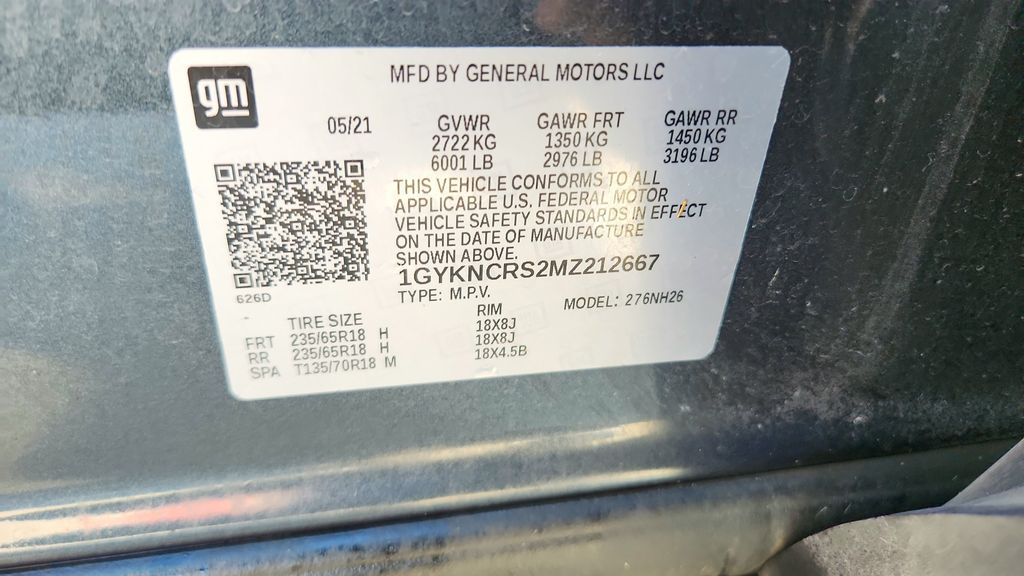 gm
MFD BY GENERAL MOTORS LLC
05/21 GVWR GAWR FRT GAWR RR
2722 KG 1350 KG 1450 KG
6001 LB 2976 LB 3196 LB
THIS VEHICLE CONFORMS TO ALL
APPLICABLE U.S. FEDERAL MOTOR
VEHICLE SAFETY STANDARDS IN EFFECT
ON THE DATE OF MANUFACTURE
SHOWN ABOVE.
1GYKNCRS2MZ212667
626D
TYPE: M.P.V. MODEL: 276NH26
TIRE SIZE RIM
FRT 235/65R18 H 18X8J
RR 235/65R18 H 18X8J
SPA T135/70R18 M 18X4.5B